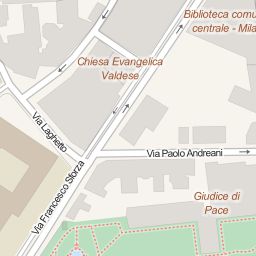 Biblioteca comu
centrale - Mila
Chiesa Evangelica
Valdese
Via Laghetto
Via Paolo Andreani
Via Francesco Sforza
Giudice di
Pace